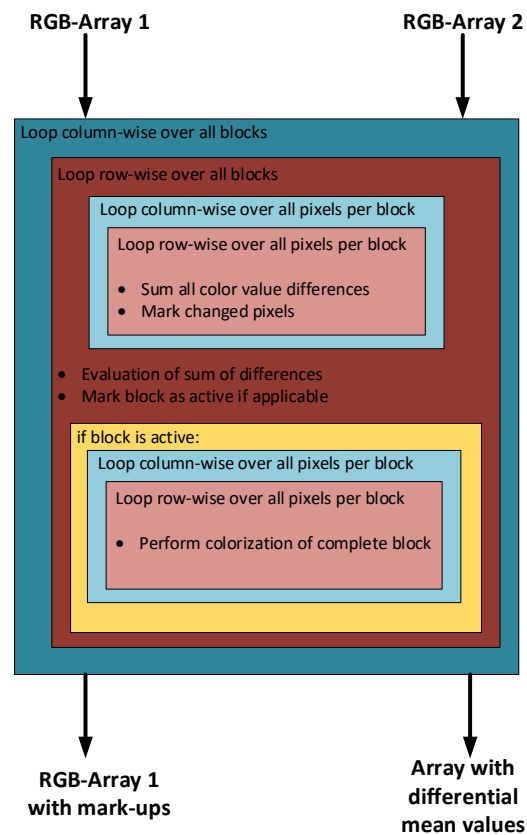 RGB-Array 1
RGB-Array 2
Loop column-wise over all blocks
Loop row-wise over all blocks
Loop column-wise over all pixels per block
Loop row-wise over all pixels per block
• Sum all color value differences
• Mark changed pixels
• Evaluation of sum of differences
• Mark block as active if applicable
if block is active:
Loop column-wise over all pixels per block
Loop row-wise over all pixels per block
• Perform colorization of complete block
RGB-Array 1
with mark-ups
Array with
differential
mean values